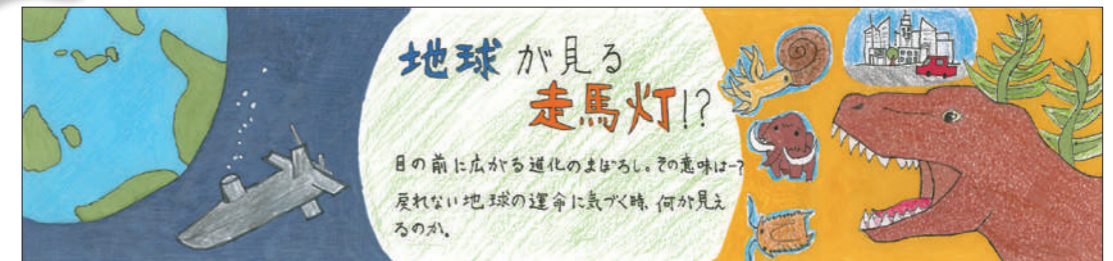 地球が見る
走馬灯!?
目の前に広がる進化のまぼろし。その意味は—?
戻れない地球の運命に気づく時、何が見え
るのか。